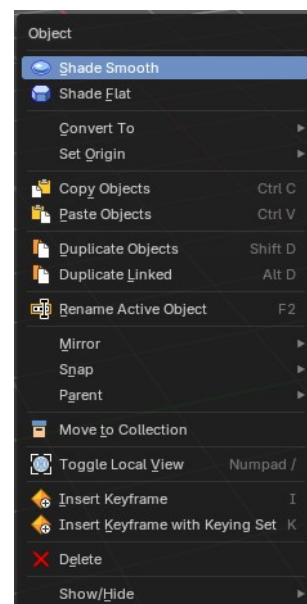 Object
Shade Smooth
Shade Flat
Convert To
Set Origin
Copy Objects Ctrl C
Paste Objects Ctrl V
Duplicate Objects Shift D
Duplicate Linked Alt D
Rename Active Object F2
Mirror
Snap
Parent
Move to Collection
Toggle Local View Numpad /
Insert Keyframe I
Insert Keyframe with Keying Set K
Delete
Show/Hide